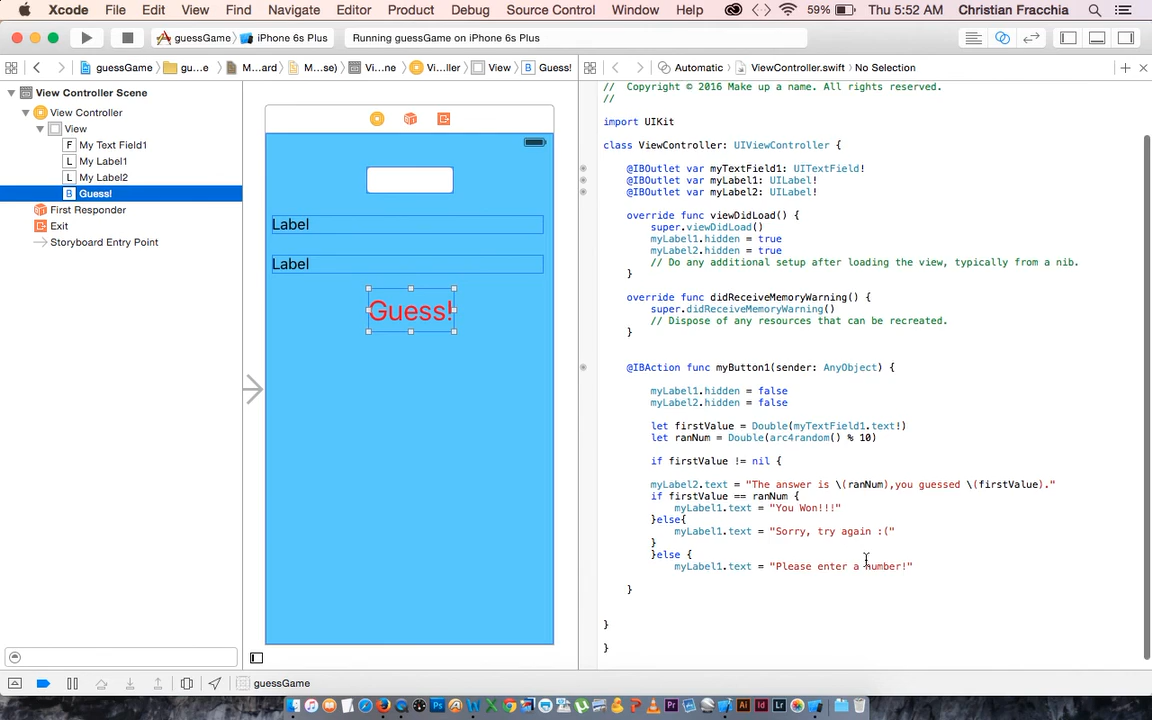 Xcode File Edit View Find Navigate Editor Product Debug Source Control Window Help 59% Thu 5:52 AM Christian Fracchia
guessGame iPhone 6s Plus Running guessGame on iPhone 6s Plus
guessGame gu...e M...ard M...se) Vi...ne Vi...ller View B Guess! Automatic ViewController.swift No Selection
View Controller Scene
View Controller
View
F My Text Field1
L My Label1
L My Label2
B Guess!
First Responder
Exit
Storyboard Entry Point
Label
Label
Guess!
// Copyright © 2016 Make up a name. All rights reserved.
//
import UIKit
class ViewController: UIViewController {
@IBOutlet var myTextField1: UITextField!
@IBOutlet var myLabel1: UILabel!
@IBOutlet var myLabel2: UILabel!
override func viewDidLoad() {
super.viewDidLoad()
myLabel1.hidden = true
myLabel2.hidden = true
// Do any additional setup after loading the view, typically from a nib.
}
override func didReceiveMemoryWarning() {
super.didReceiveMemoryWarning()
// Dispose of any resources that can be recreated.
}
@IBAction func myButton1(sender: AnyObject) {
myLabel1.hidden = false
myLabel2.hidden = false
let firstValue = Double(myTextField1.text!)
let ranNum = Double(arc4random() % 10)
if firstValue != nil {
myLabel2.text = "The answer is \(ranNum),you guessed \(firstValue)."
if firstValue == ranNum {
myLabel1.text = "You Won!!!"
}else{
myLabel1.text = "Sorry, try again :("
}
}else {
myLabel1.text = "Please enter a number!"
}
}
}
guessGame